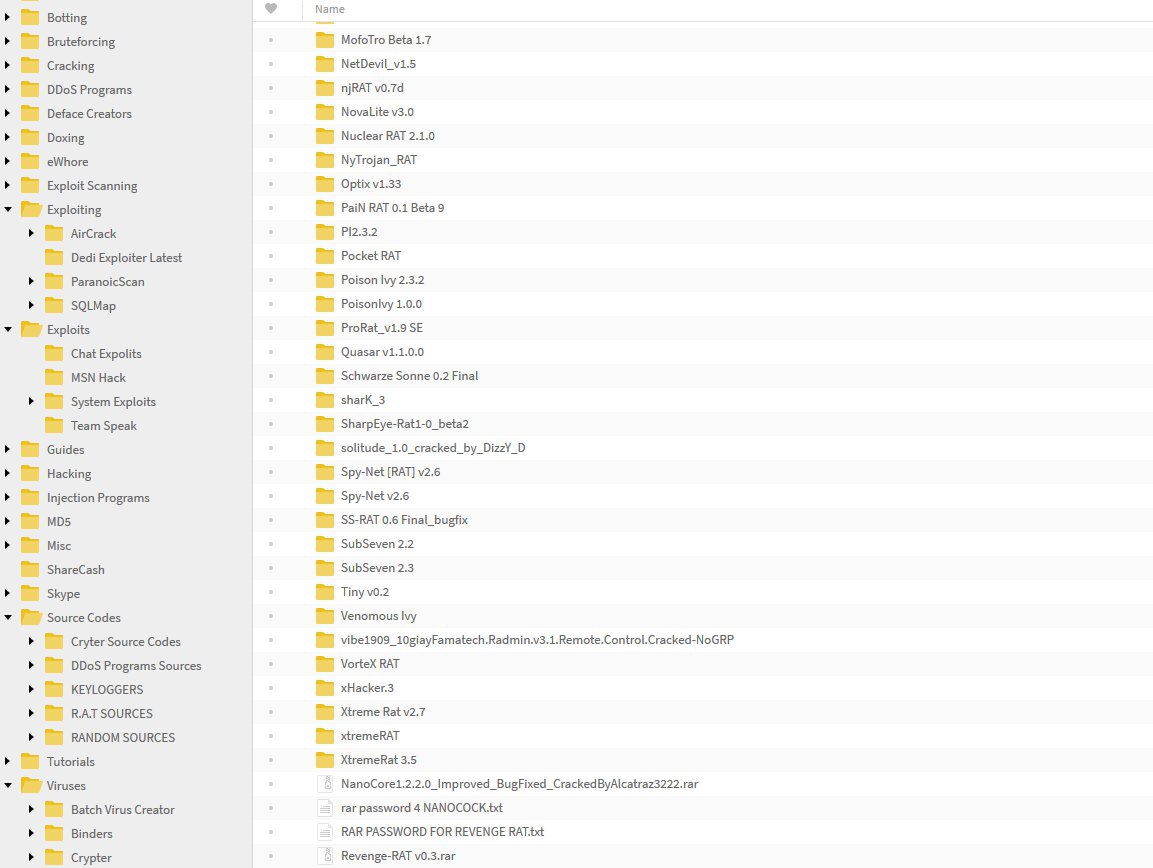 Botting
Bruteforcing
Cracking
DDoS Programs
Deface Creators
Doxing
eWhore
Exploit Scanning
Exploiting
AirCrack
Dedi Exploiter Latest
ParanoicScan
SQLMap
Exploits
Chat Expolits
MSN Hack
System Exploits
Team Speak
Guides
Hacking
Injection Programs
MD5
Misc
ShareCash
Skype
Source Codes
Cryter Source Codes
DDoS Programs Sources
KEYLOGGERS
R.A.T SOURCES
RANDOM SOURCES
Tutorials
Viruses
Batch Virus Creator
Binders
Crypter
Name
MofoTro Beta 1.7
NetDevil_v1.5
njRAT v0.7d
NovaLite v3.0
Nuclear RAT 2.1.0
NyTrojan_RAT
Optix v1.33
PaiN RAT 0.1 Beta 9
PI2.3.2
Pocket RAT
Poison Ivy 2.3.2
PoisonIvy 1.0.0
ProRat_v1.9 SE
Quasar v1.1.0.0
Schwarze Sonne 0.2 Final
sharK_3
SharpEye-Rat1-0_beta2
solitude_1.0_cracked_by_DizzY_D
Spy-Net [RAT] v2.6
Spy-Net v2.6
SS-RAT 0.6 Final_bugfix
SubSeven 2.2
SubSeven 2.3
Tiny v0.2
Venomous Ivy
vibe1909_10giayFamatech.Radmin.v3.1.Remote.Control.Cracked-NoGRP
VorteX RAT
xHacker.3
Xtreme Rat v2.7
xtremeRAT
XtremeRat 3.5
NanoCore1.2.2.0_Improved_BugFixed_CrackedByAlcatraz3222.rar
rar password 4 NANOCOCK.txt
RAR PASSWORD FOR REVENGE RAT.txt
Revenge-RAT v0.3.rar